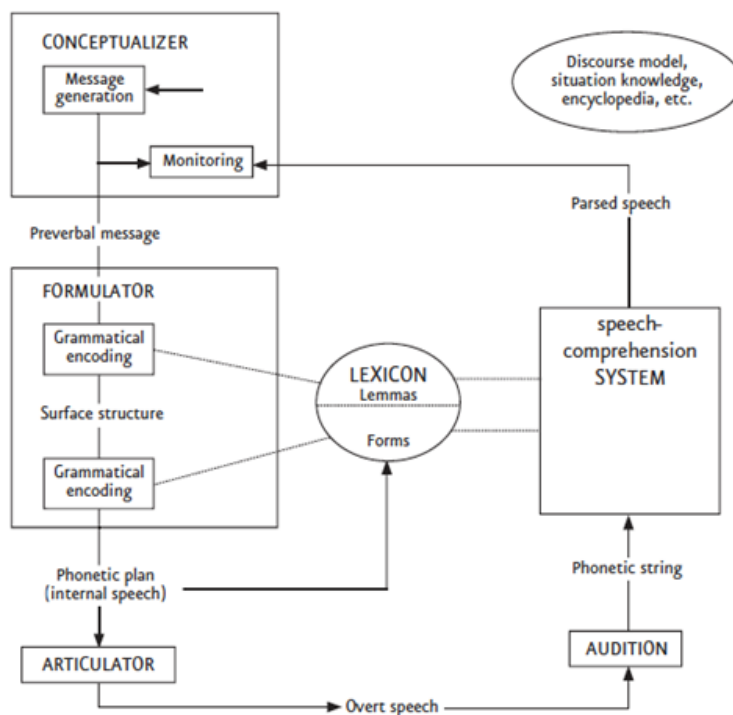 CONCEPTUALIZER
Message
generation
Monitoring
Discourse model,
situation knowledge,
encyclopedia, etc.
Parsed speech
Preverbal message
FORMULATOR
Grammatical
encoding
Surface structure
Grammatical
encoding
LEXICON
Lemmas
Forms
speech-
comprehension
SYSTEM
Phonetic plan
(internal speech)
Phonetic string
ARTICULATOR
AUDITION
Overt speech